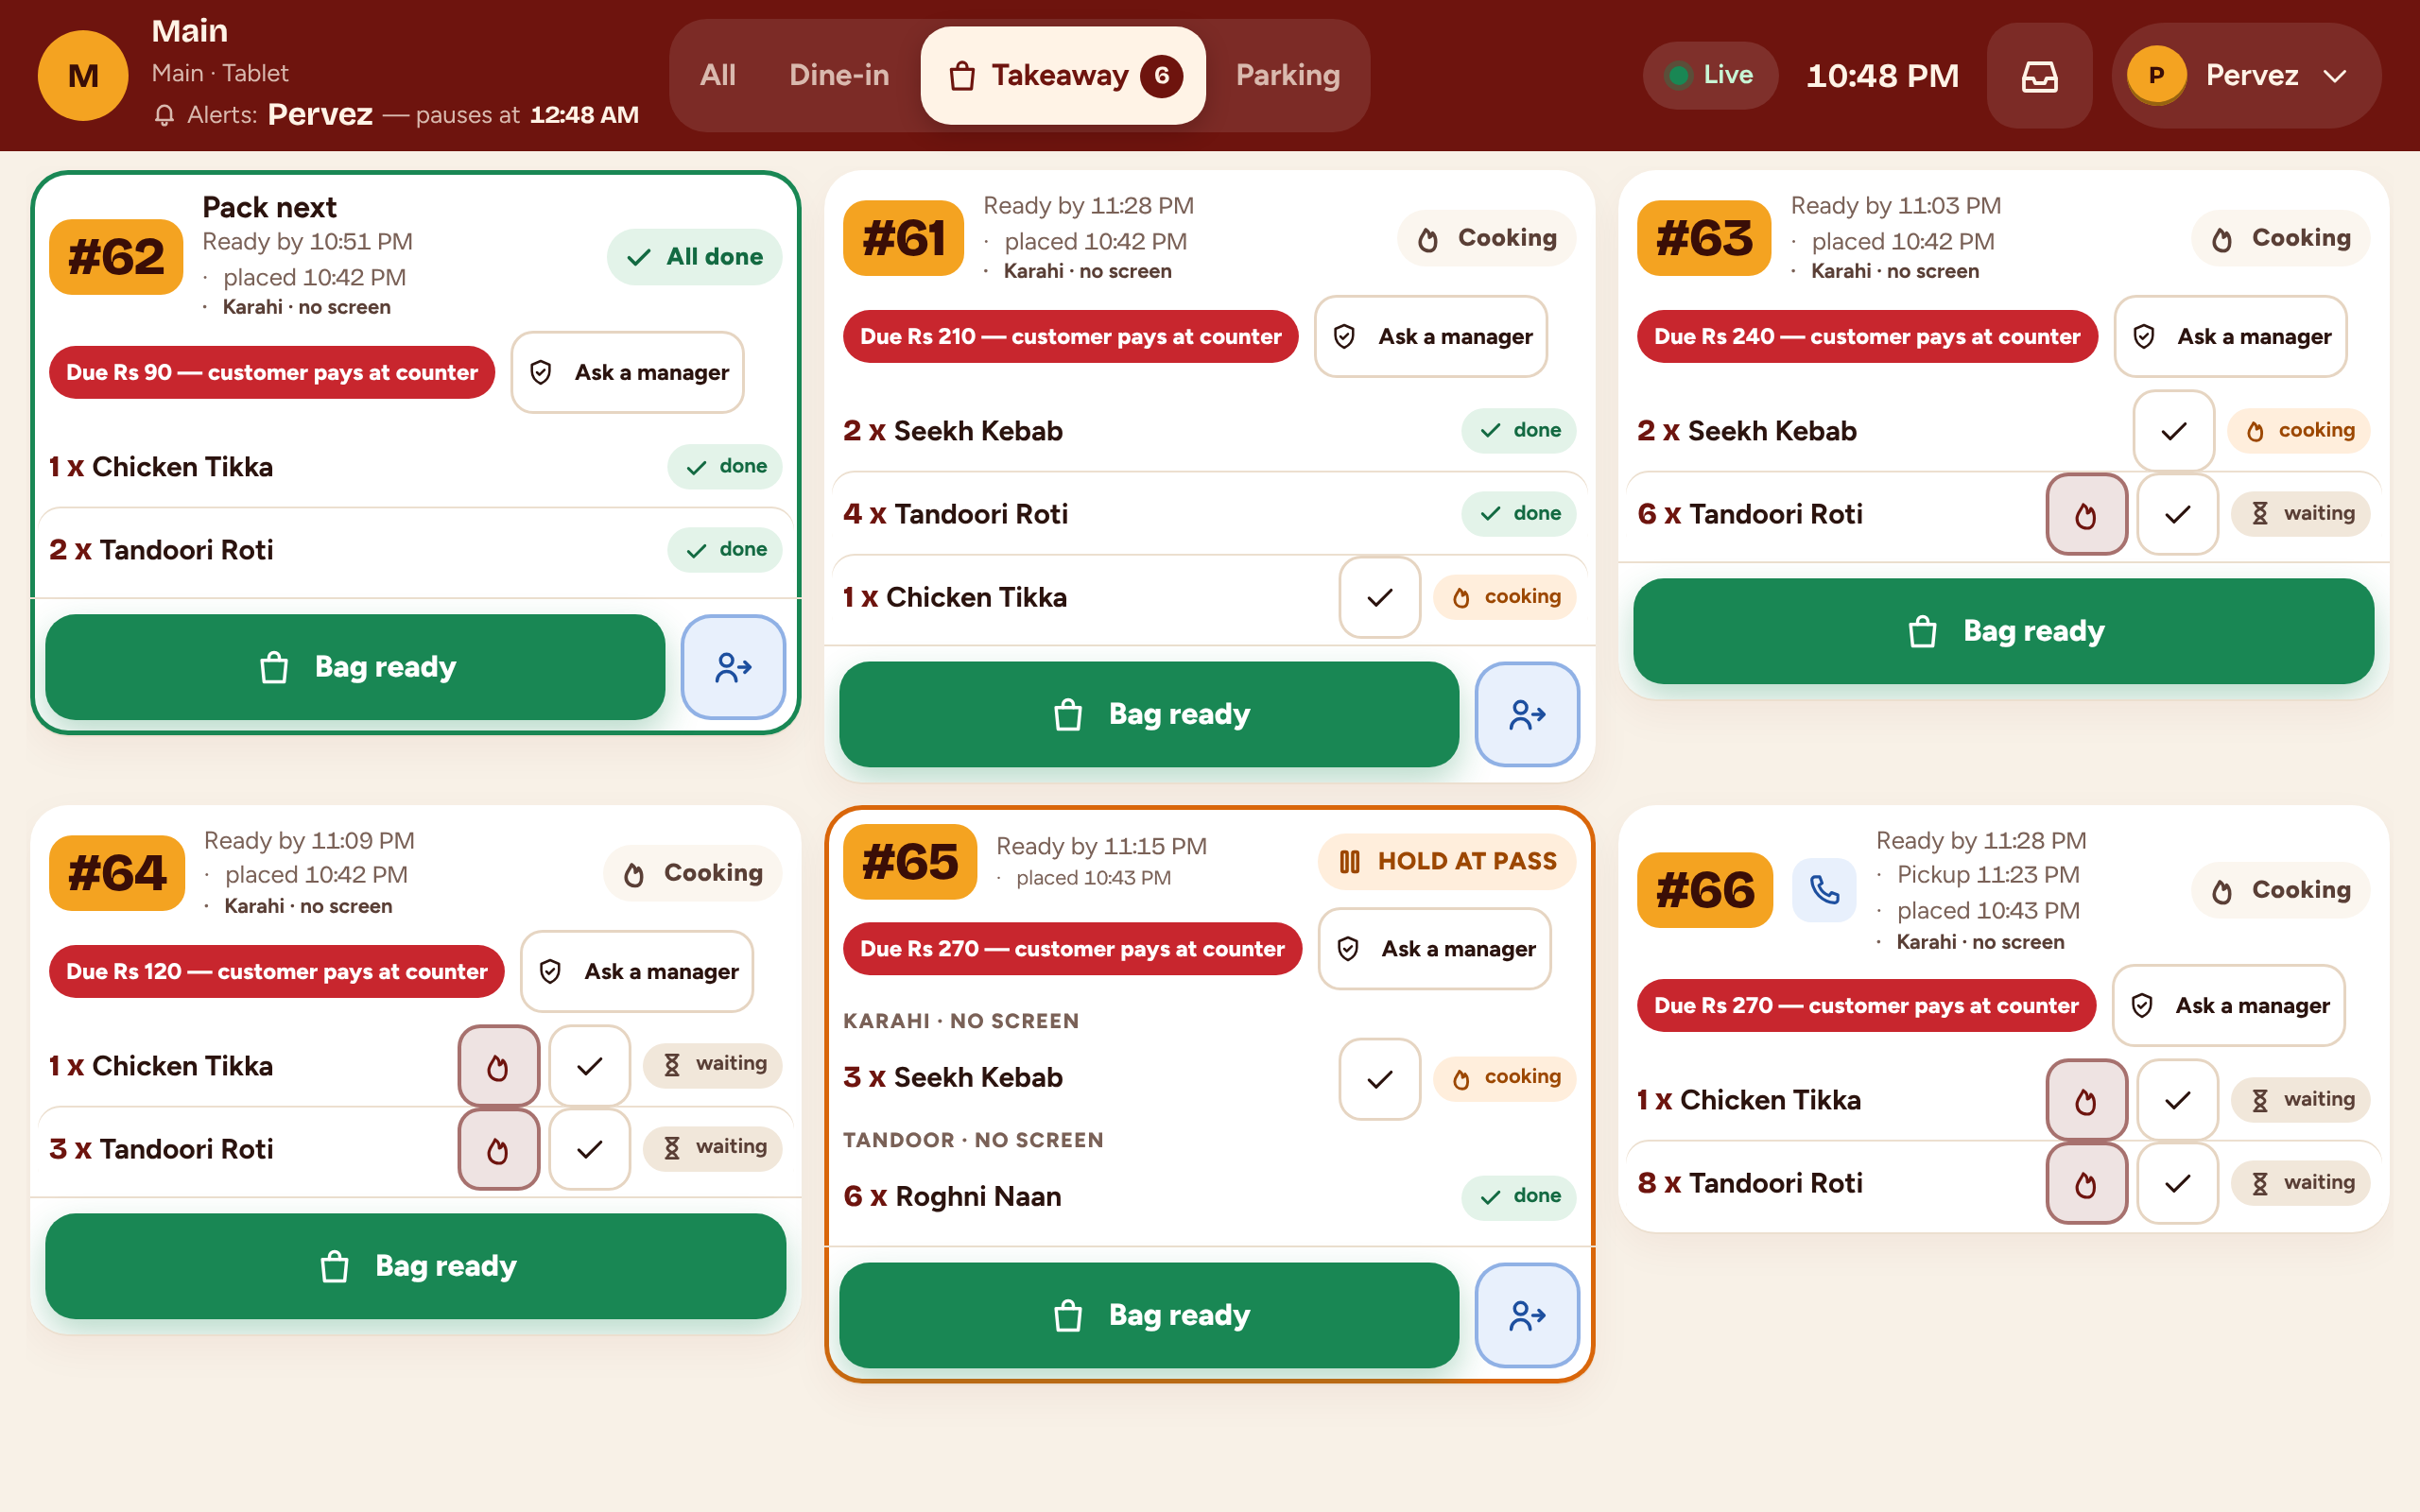 M
Main
Main · Tablet
Alerts: Pervez — pauses at 12:48 AM
All
Dine-in
Takeaway 6
Parking
Live
10:48 PM
P
Pervez
#62
Pack next
Ready by 10:51 PM
· placed 10:42 PM
· Karahi · no screen
All done
Due Rs 90 — customer pays at counter
Ask a manager
1 x Chicken Tikka
done
2 x Tandoori Roti
done
Bag ready
#61
Ready by 11:28 PM
· placed 10:42 PM
· Karahi · no screen
Cooking
Due Rs 210 — customer pays at counter
Ask a manager
2 x Seekh Kebab
done
4 x Tandoori Roti
done
1 x Chicken Tikka
cooking
Bag ready
#63
Ready by 11:03 PM
· placed 10:42 PM
· Karahi · no screen
Cooking
Due Rs 240 — customer pays at counter
Ask a manager
2 x Seekh Kebab
cooking
6 x Tandoori Roti
waiting
Bag ready
#64
Ready by 11:09 PM
· placed 10:42 PM
· Karahi · no screen
Cooking
Due Rs 120 — customer pays at counter
Ask a manager
1 x Chicken Tikka
waiting
3 x Tandoori Roti
waiting
Bag ready
#65
Ready by 11:15 PM
· placed 10:43 PM
HOLD AT PASS
Due Rs 270 — customer pays at counter
Ask a manager
KARAHI · NO SCREEN
3 x Seekh Kebab
cooking
TANDOOR · NO SCREEN
6 x Roghni Naan
done
Bag ready
#66
Ready by 11:28 PM
· Pickup 11:23 PM
· placed 10:43 PM
· Karahi · no screen
Cooking
Due Rs 270 — customer pays at counter
Ask a manager
1 x Chicken Tikka
waiting
8 x Tandoori Roti
waiting